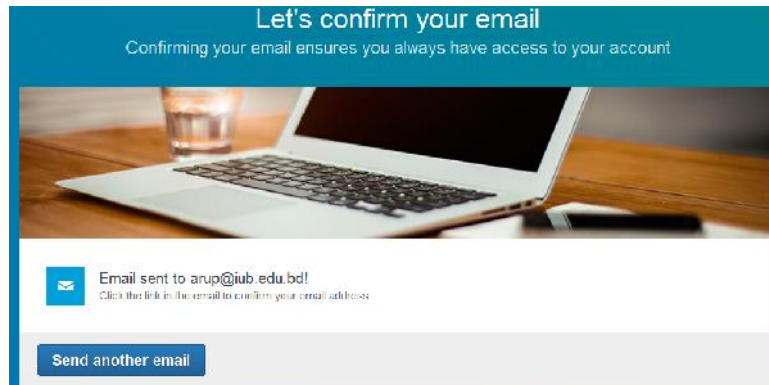 Let's confirm your email
Confirming your email ensures you always have access to your account
Email sent to arup@iub.edu.bd!
Click the link in the email to confirm your email address
Send another email